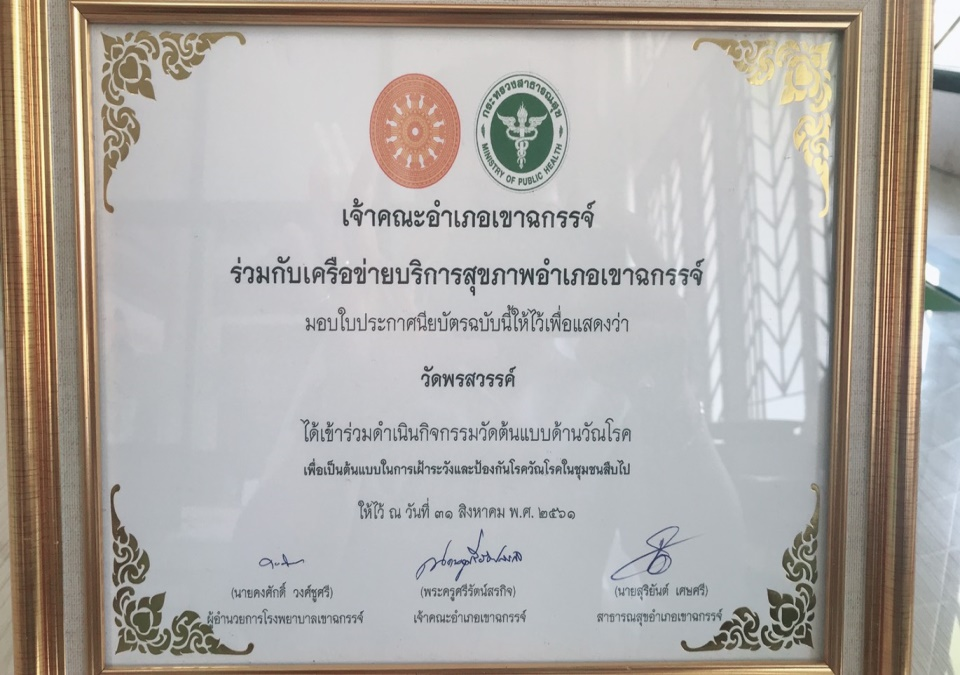 กระทรวงสาธารณสุข
MINISTRY OF PUBLIC HEALTH
เจ้าคณะอำเภอเขาฉกรรจ์
ร่วมกับเครือข่ายบริการสุขภาพอำเภอเขาฉกรรจ์
มอบใบประกาศนียบัตรฉบับนี้ให้ไว้เพื่อแสดงว่า
วัดพรสวรรค์
ได้เข้าร่วมดำเนินกิจกรรมวัดต้นแบบด้านวัณโรค
เพื่อเป็นต้นแบบในการเฝ้าระวังและป้องกันโรควัณโรคในชุมชนสืบไป
ให้ไว้ ณ วันที่ ๓๑ สิงหาคม พ.ศ. ๒๕๖๑
(นายคงศักดิ์ วงศ์ชูศรี) (พระครูศรีรัตน์สรกิจ) (นายสุริยันต์ เศษศรี)
ผู้อำนวยการโรงพยาบาลเขาฉกรรจ์ เจ้าคณะอำเภอเขาฉกรรจ์ สาธารณสุขอำเภอเขาฉกรรจ์